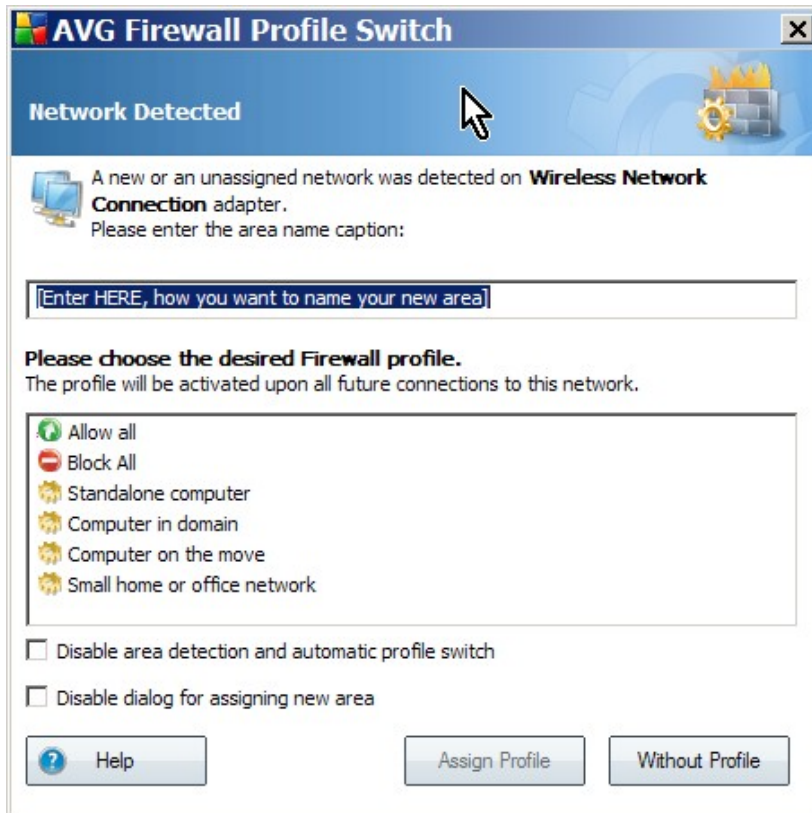 AVG Firewall Profile Switch
Network Detected
A new or an unassigned network was detected on Wireless Network
Connection adapter.
Please enter the area name caption:
[Enter HERE, how you want to name your new area]
Please choose the desired Firewall profile.
The profile will be activated upon all future connections to this network.
Allow all
Block All
Standalone computer
Computer in domain
Computer on the move
Small home or office network
Disable area detection and automatic profile switch
Disable dialog for assigning new area
Help
Assign Profile
Without Profile